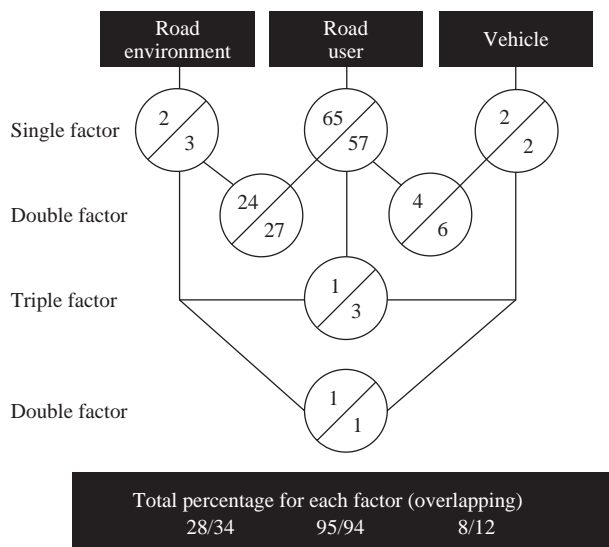 Road
environment
Road
user
Vehicle
Single factor
2
3
65
57
2
2
Double factor
24
27
4
6
Triple factor
1
3
Double factor
1
1
Total percentage for each factor (overlapping)
28/34 95/94 8/12